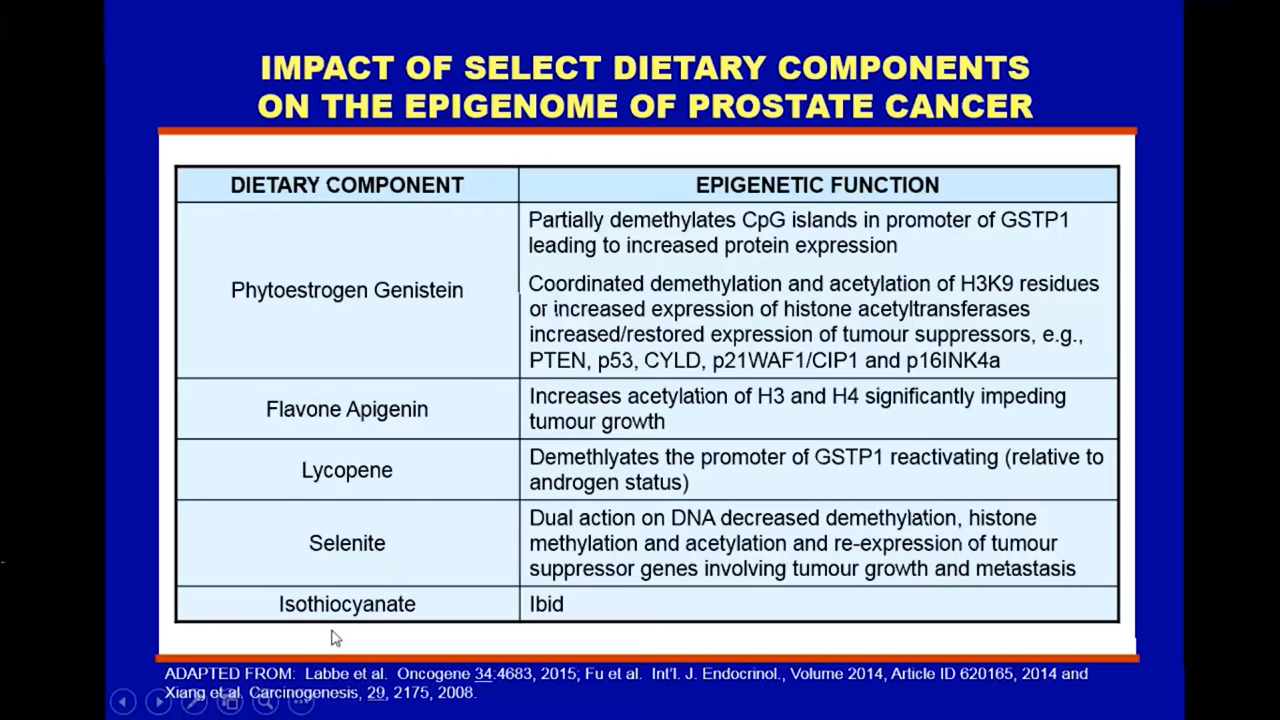 IMPACT OF SELECT DIETARY COMPONENTS
ON THE EPIGENOME OF PROSTATE CANCER
DIETARY COMPONENT
EPIGENETIC FUNCTION
Phytoestrogen Genistein
Partially demethylates CpG islands in promoter of GSTP1
leading to increased protein expression
Coordinated demethylation and acetylation of H3K9 residues
or increased expression of histone acetyltransferases
increased/restored expression of tumour suppressors, e.g.,
PTEN, p53, CYLD, p21WAF1/CIP1 and p16INK4a
Flavone Apigenin
Increases acetylation of H3 and H4 significantly impeding
tumour growth
Lycopene
Demethlyates the promoter of GSTP1 reactivating (relative to
androgen status)
Selenite
Dual action on DNA decreased demethylation, histone
methylation and acetylation and re-expression of tumour
suppressor genes involving tumour growth and metastasis
Isothiocyanate
Ibid
ADAPTED FROM: Labbe et al. Oncogene 34:4683, 2015; Fu et al. Int'l. J. Endocrinol., Volume 2014, Article ID 620165, 2014 and
Xiang et al. Carcinogenesis, 29, 2175, 2008.